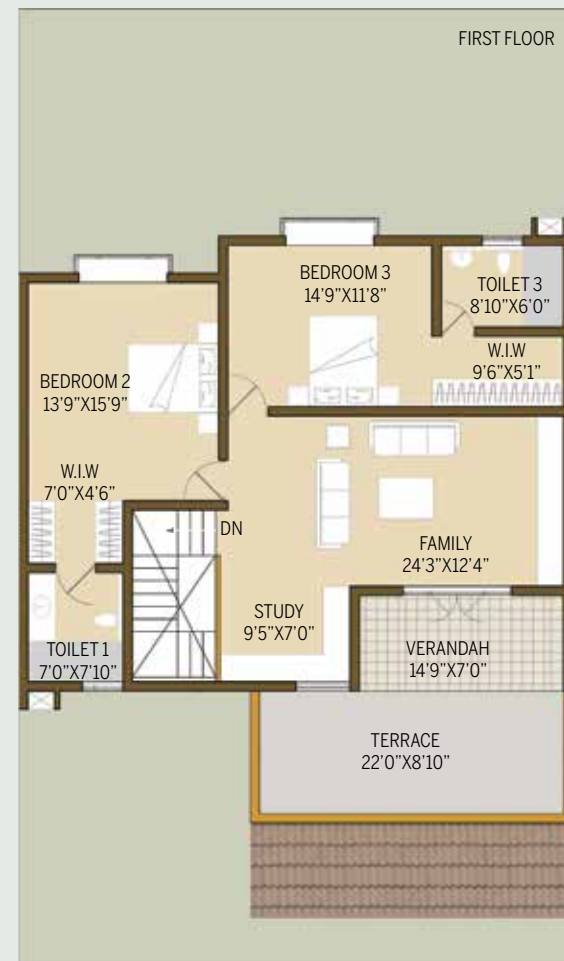 FIRST FLOOR
BEDROOM 3
14'9"X11'8"
TOILET 3
8'10"X6'0"
W.I.W
9'6"X5'1"
BEDROOM 2
13'9"X15'9"
W.I.W
7'0"X4'6"
DN
FAMILY
24'3"X12'4"
STUDY
9'5"X7'0"
TOILET 1
7'0"X7'10"
VERANDAH
14'9"X7'0"
TERRACE
22'0"X8'10"